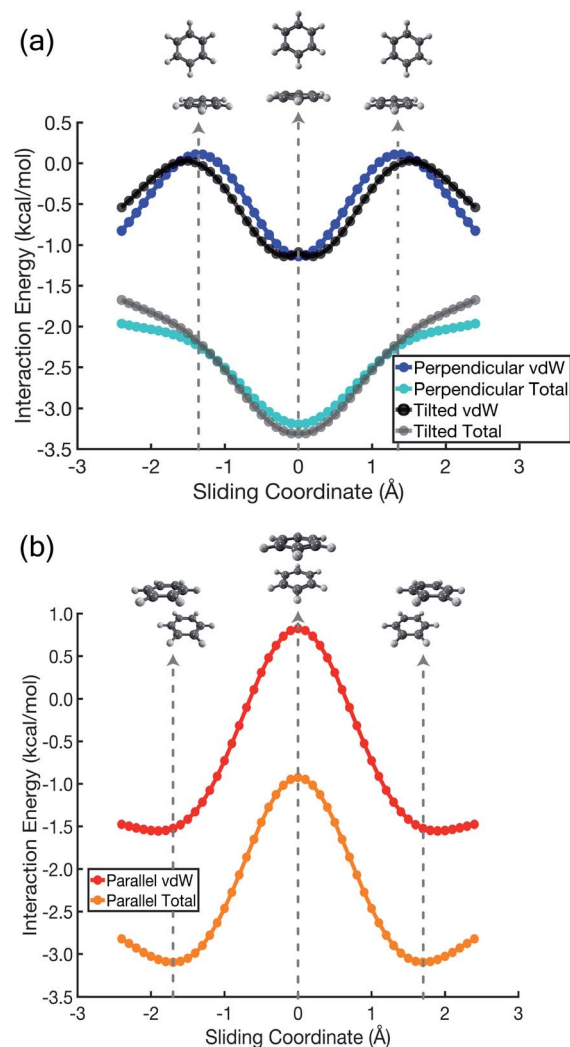 (a)
0.5
0.0
-0.5
-1.0
-1.5
-2.0
-2.5
-3.0
-3.5
Interaction Energy (kcal/mol)
Perpendicular vdW
Perpendicular Total
Tilted vdW
Tilted Total
-3 -2 -1 0 1 2 3
Sliding Coordinate (Å)
(b)
1.0
0.5
0.0
-0.5
-1.0
-1.5
-2.0
-2.5
-3.0
-3.5
Interaction Energy (kcal/mol)
Parallel vdW
Parallel Total
-3 -2 -1 0 1 2 3
Sliding Coordinate (Å)